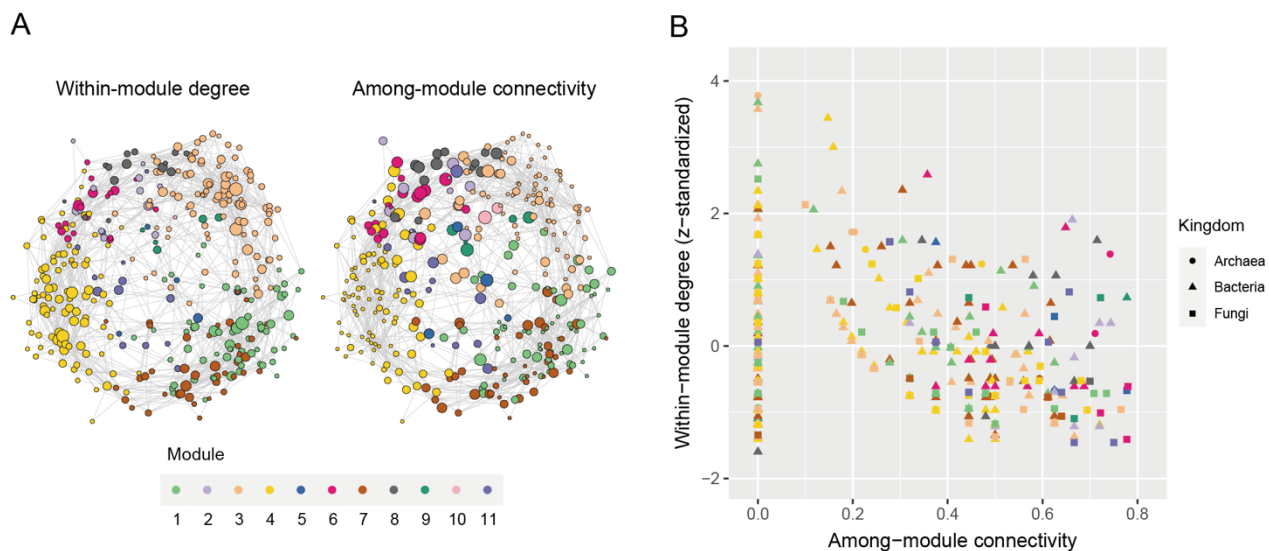 A
Within-module degree
Among-module connectivity
Module
1 2 3 4 5 6 7 8 9 10 11
B
Within-module degree (z-standardized)
4
2
0
−2
0.0 0.2 0.4 0.6 0.8
Among-module connectivity
Kingdom
Archaea
Bacteria
Fungi